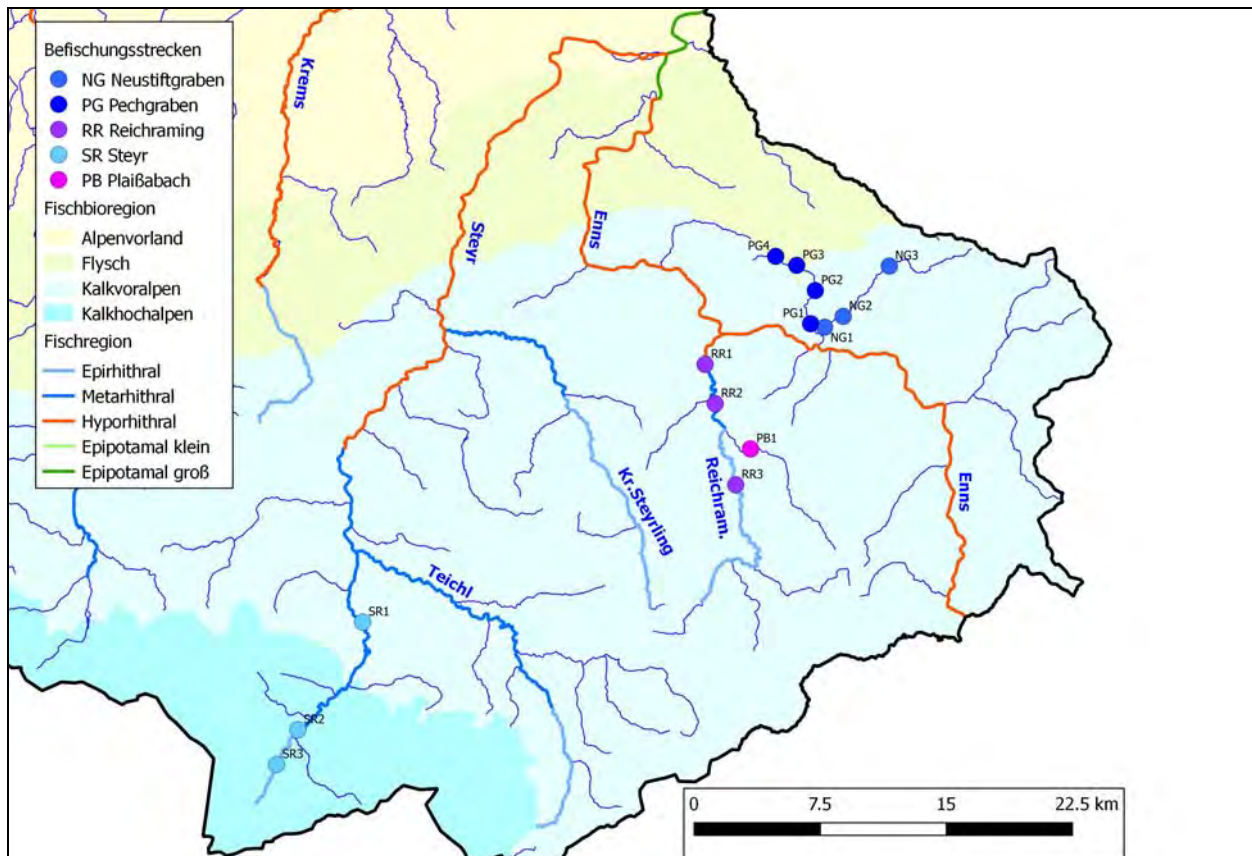 Befischungsstrecken
NG Neustiftgraben
PG Pechgraben
RR Reichraming
SR Steyr
PB Plaißabach
Fischbioregion
Alpenvorland
Flysch
Kalkvoralpen
Kalkhochalpen
Fischregion
Epirhithral
Metarhithral
Hyporhithral
Epipotamal klein
Epipotamal groß
Krems
Steyr
Enns
PG4
PG3
NG3
PG2
PG1
NG2
NG1
RR1
RR2
PB1
RR3
Reichram.
Kr.Steyrling
Enns
Teichl
SR1
SR2
SR3
0 7.5 15 22.5 km